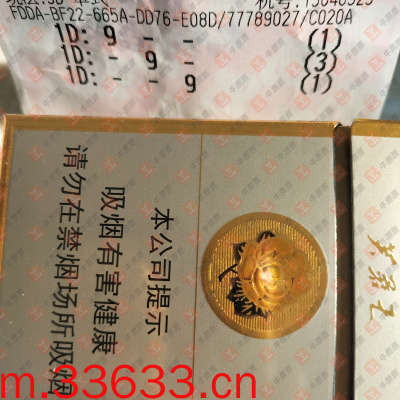 FDDA-BF22-665A-DD76-E08D/77789027/C020A
1D: 9 - - (1)
1D: - 9 - (3)
1D: - - 9 (1)
本公司提示
吸烟有害健康
请勿在禁烟场所吸烟
m.33633.cn